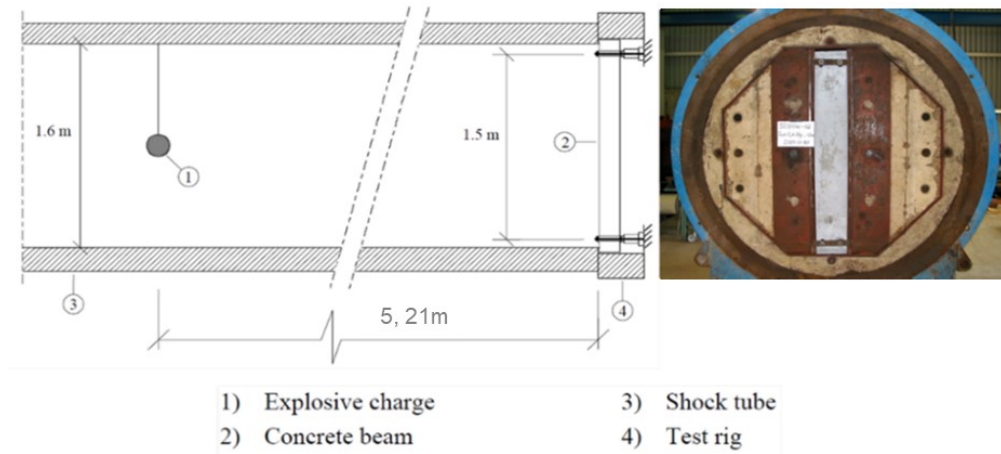 1.6 m
1
1.5 m
2
3
5, 21m
4
1) Explosive charge
2) Concrete beam
3) Shock tube
4) Test rig